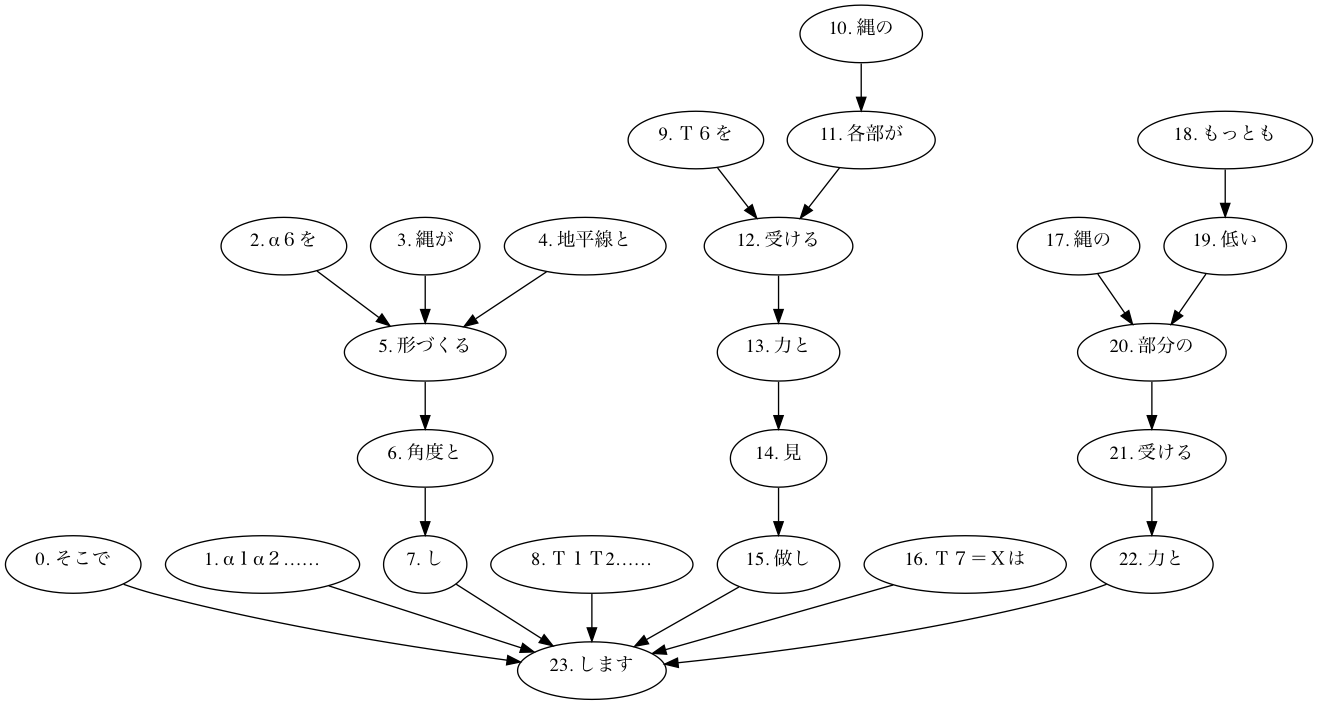 10. 縄の
9. Ｔ６を
11. 各部が
18. もっとも
2. α６を
3. 縄が
4. 地平線と
12. 受ける
17. 縄の
19. 低い
5. 形づくる
13. 力と
20. 部分の
6. 角度と
14. 見
21. 受ける
0. そこで
1. α１α２……
7. し
8. Ｔ１Ｔ2……
15. 做し
16. Ｔ７＝Ｘは
22. 力と
23. します